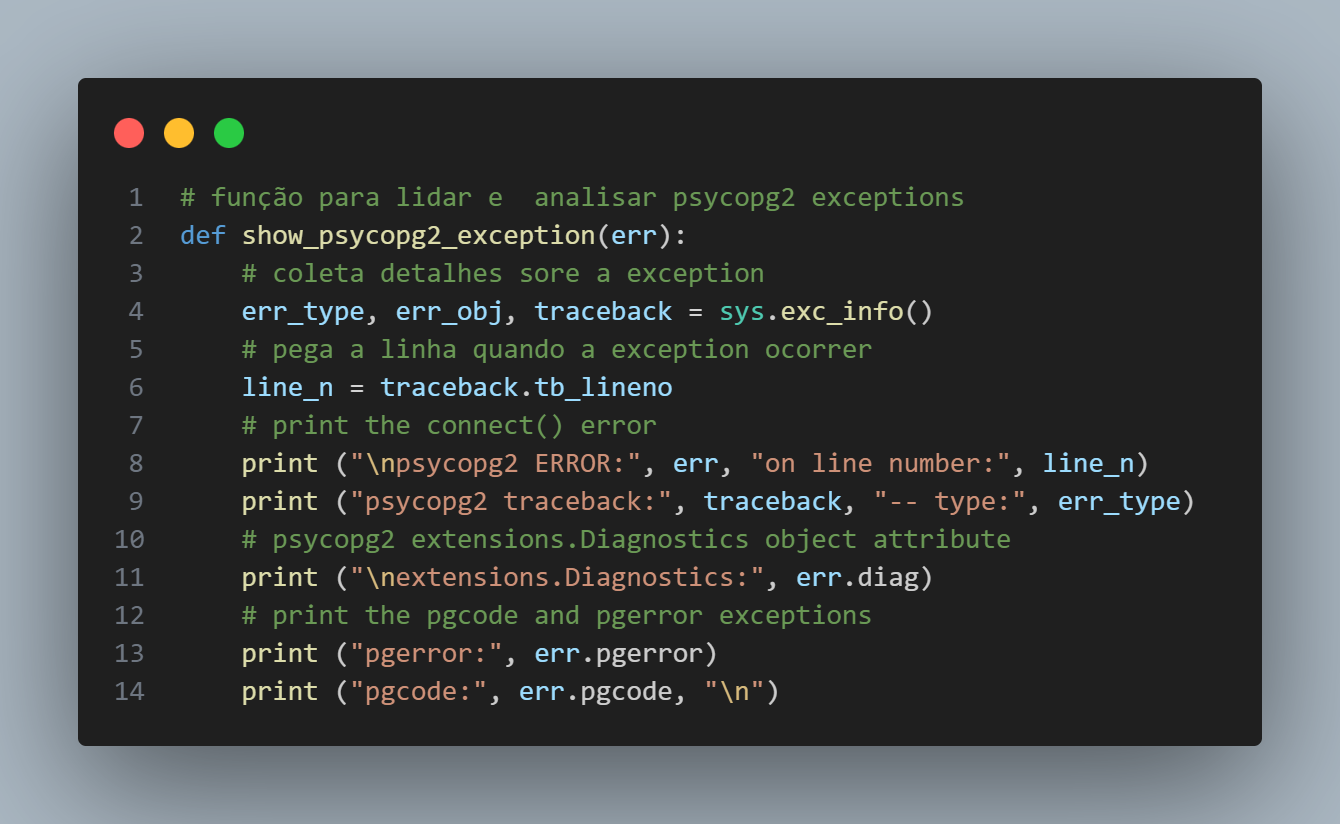 1 # função para lidar e  analisar psycopg2 exceptions
2 def show_psycopg2_exception(err):
3     # coleta detalhes sore a exception
4     err_type, err_obj, traceback = sys.exc_info()
5     # pega a linha quando a exception ocorrer
6     line_n = traceback.tb_lineno
7     # print the connect() error
8     print ("\npsycopg2 ERROR:", err, "on line number:", line_n)
9     print ("psycopg2 traceback:", traceback, "-- type:", err_type)
10     # psycopg2 extensions.Diagnostics object attribute
11     print ("\nextensions.Diagnostics:", err.diag)
12     # print the pgcode and pgerror exceptions
13     print ("pgerror:", err.pgerror)
14     print ("pgcode:", err.pgcode, "\n")